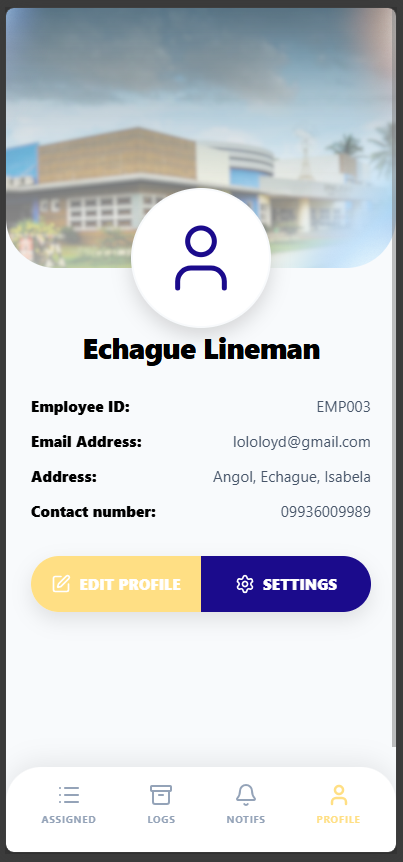 Echague Lineman
Employee ID: EMP003
Email Address: lololoyd@gmail.com
Address: Angol, Echague, Isabela
Contact number: 09936009989
EDIT PROFILE SETTINGS
ASSIGNED LOGS NOTIFS PROFILE